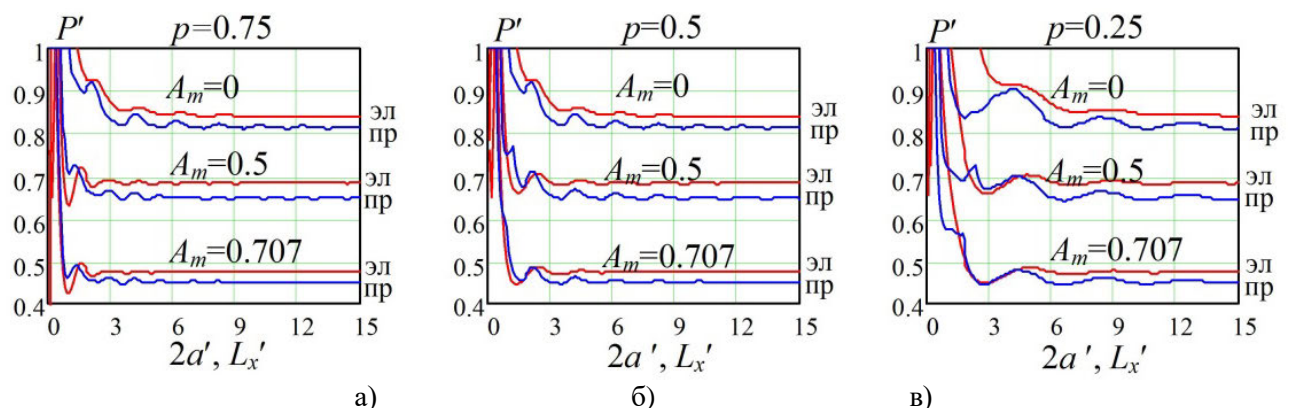 P′ p=0.75
1
0.9
0.8
0.7
0.6
0.5
0.4
A_m=0
эл
пр
A_m=0.5
эл
пр
A_m=0.707
эл
пр
0 3 6 9 12 15
2a′, L_x′
а)
P′ p=0.5
1
0.9
0.8
0.7
0.6
0.5
0.4
A_m=0
эл
пр
A_m=0.5
эл
пр
A_m=0.707
эл
пр
0 3 6 9 12 15
2a′, L_x′
б)
P′ p=0.25
1
0.9
0.8
0.7
0.6
0.5
0.4
A_m=0
эл
пр
A_m=0.5
эл
пр
A_m=0.707
эл
пр
0 3 6 9 12 15
2a′, L_x′
в)